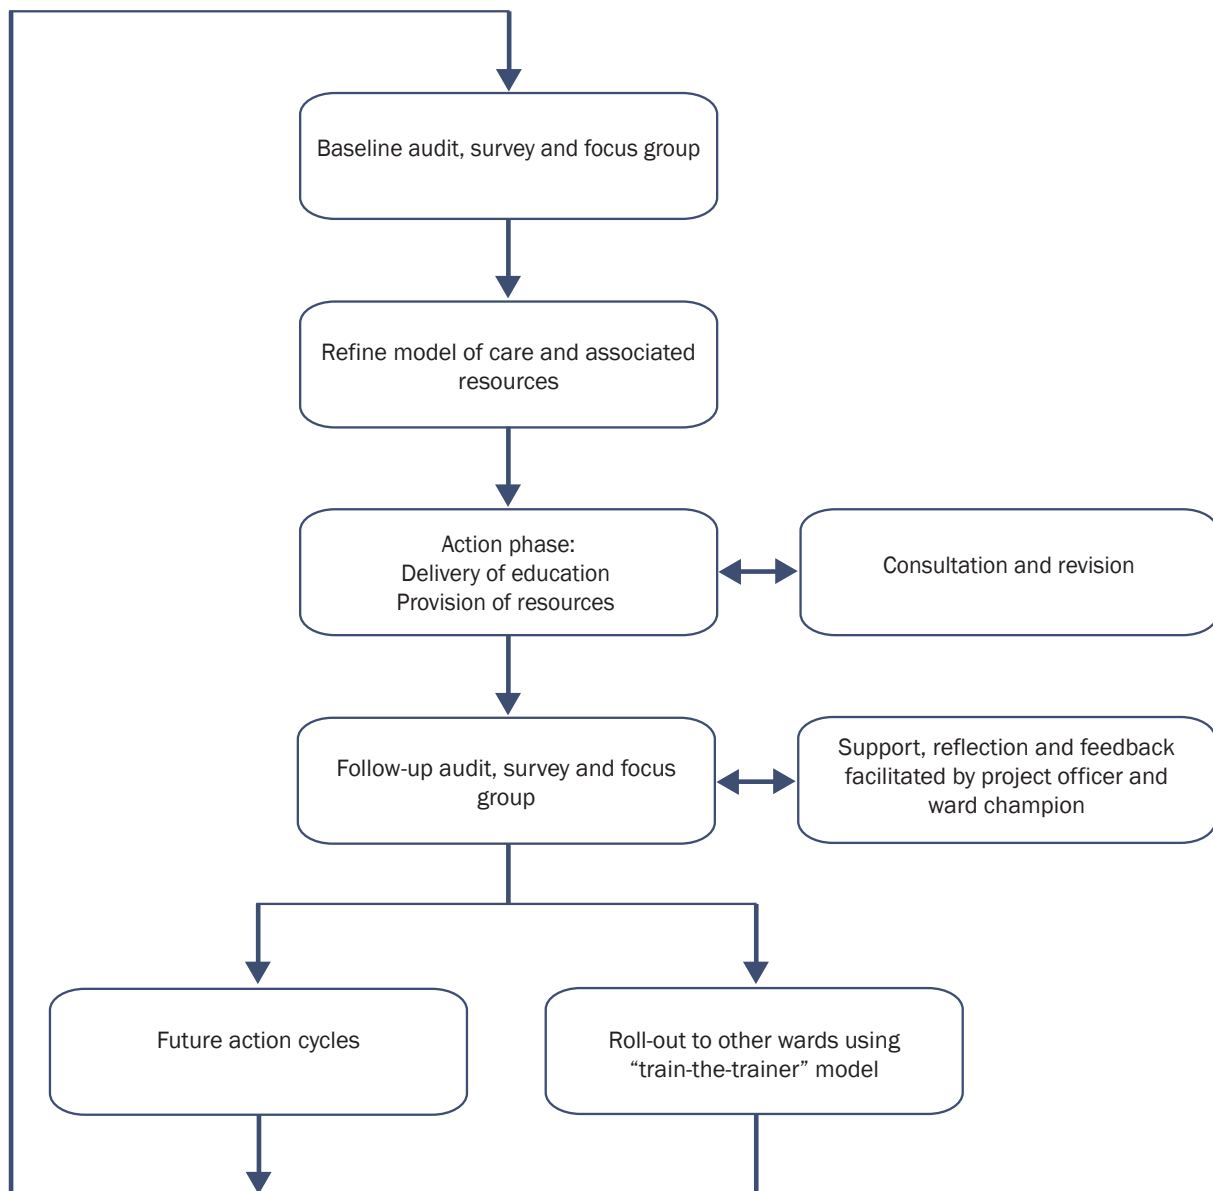 Baseline audit, survey and focus group
Refine model of care and associated
resources
Action phase:
Delivery of education
Provision of resources
Consultation and revision
Follow-up audit, survey and focus
group
Support, reflection and feedback
facilitated by project officer and
ward champion
Future action cycles
Roll-out to other wards using
“train-the-trainer” model